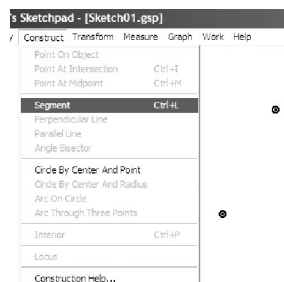 's Sketchpad - [Sketch01.gsp]
Construct Transform Measure Graph Work Help
Point On Object
Point At Intersection Ctrl+I
Point At Midpoint Ctrl+M
Segment Ctrl+L
Perpendicular Line
Parallel Line
Angle Bisector
Circle By Center And Point
Circle By Center And Radius
Arc On Circle
Arc Through Three Points
Interior Ctrl+P
Locus
Construction Help...